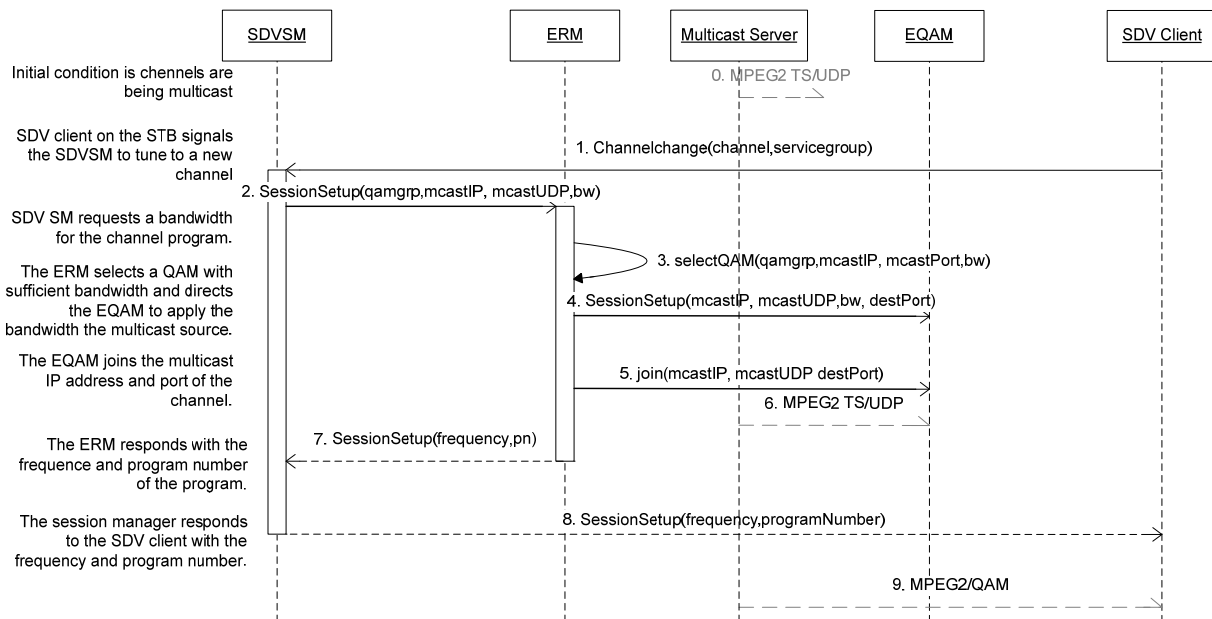 SDVSM
ERM
Multicast Server
EQAM
SDV Client
Initial condition is chennels are
being multicast
0. MPEG2 TS/UDP
SDV client on the STB signals
the SDVSM to tune to a new
channel
1. Channelchange(channel,servicegroup)
2. SessionSetup(qamgrp,mcastIP, mcastUDP,bw)
SDV SM requests a bandwidth
for the channel program.
3. selectQAM(qamgrp,mcastIP, mcastPort,bw)
The ERM selects a QAM with
sufficient bandwidth and directs
the EQAM to apply the
bandwidth the multicast source.
4. SessionSetup(mcastIP, mcastUDP,bw, destPort)
The EQAM joins the multicast
IP address and port of the
channel.
5. join(mcastIP, mcastUDP destPort)
6. MPEG2 TS/UDP
7. SessionSetup(frequency,pn)
The ERM responds with the
frequence and program number
of the program.
8. SessionSetup(frequency,programNumber)
The session manager responds
to the SDV client with the
frequency and program number.
9. MPEG2/QAM